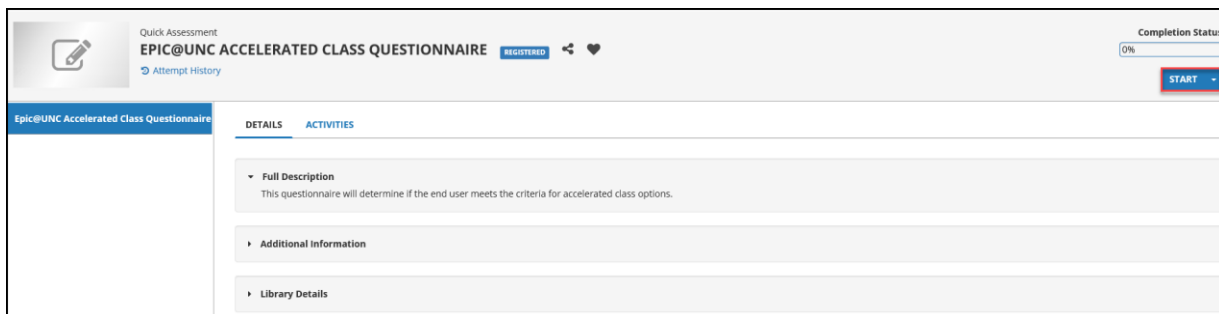 Quick Assessment
EPIC@UNC ACCELERATED CLASS QUESTIONNAIRE REGISTERED
Attempt History
Completion Status
0%
START
Epic@UNC Accelerated Class Questionnaire
DETAILS ACTIVITIES
Full Description
This questionnaire will determine if the end user meets the criteria for accelerated class options.
Additional Information
Library Details